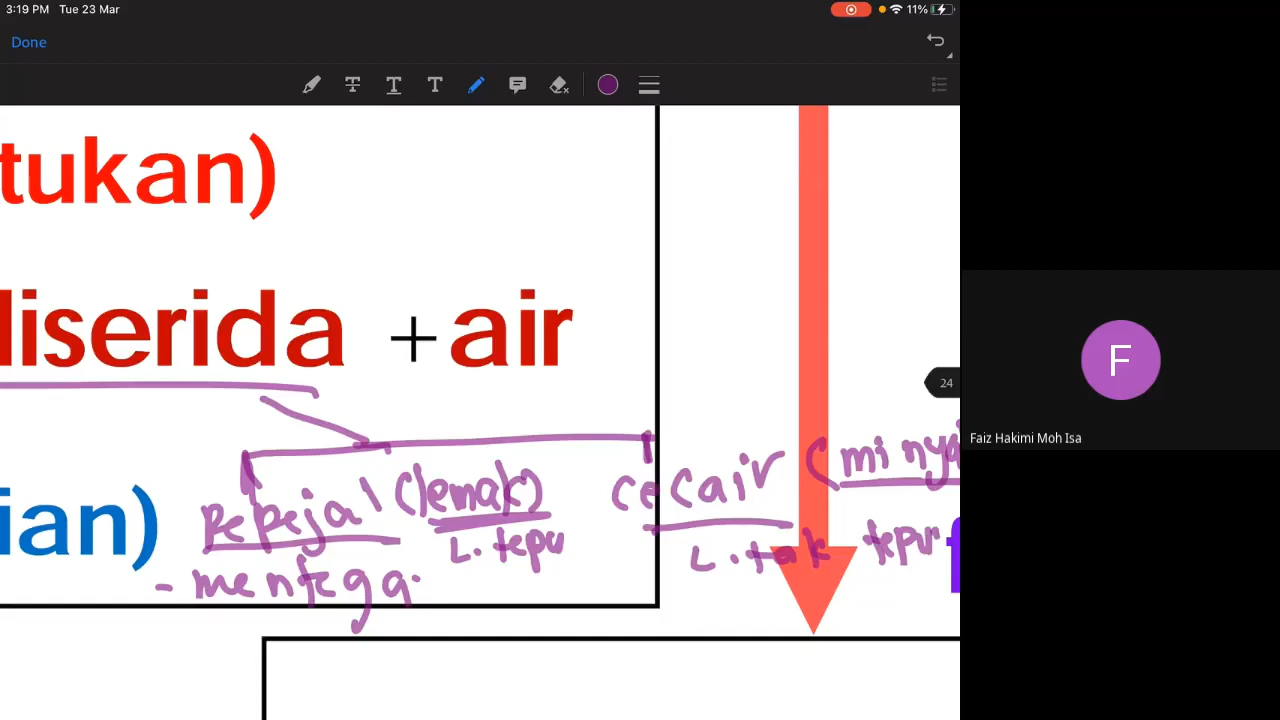 3:19 PM Tue 23 Mar
11%
Done
T T T
tukan)
liserida + air
24
F
Faiz Hakimi Moh Isa
ian)
Pepejal (lemak) cecair (minya
L. tepu L. tak tepu
- mentega